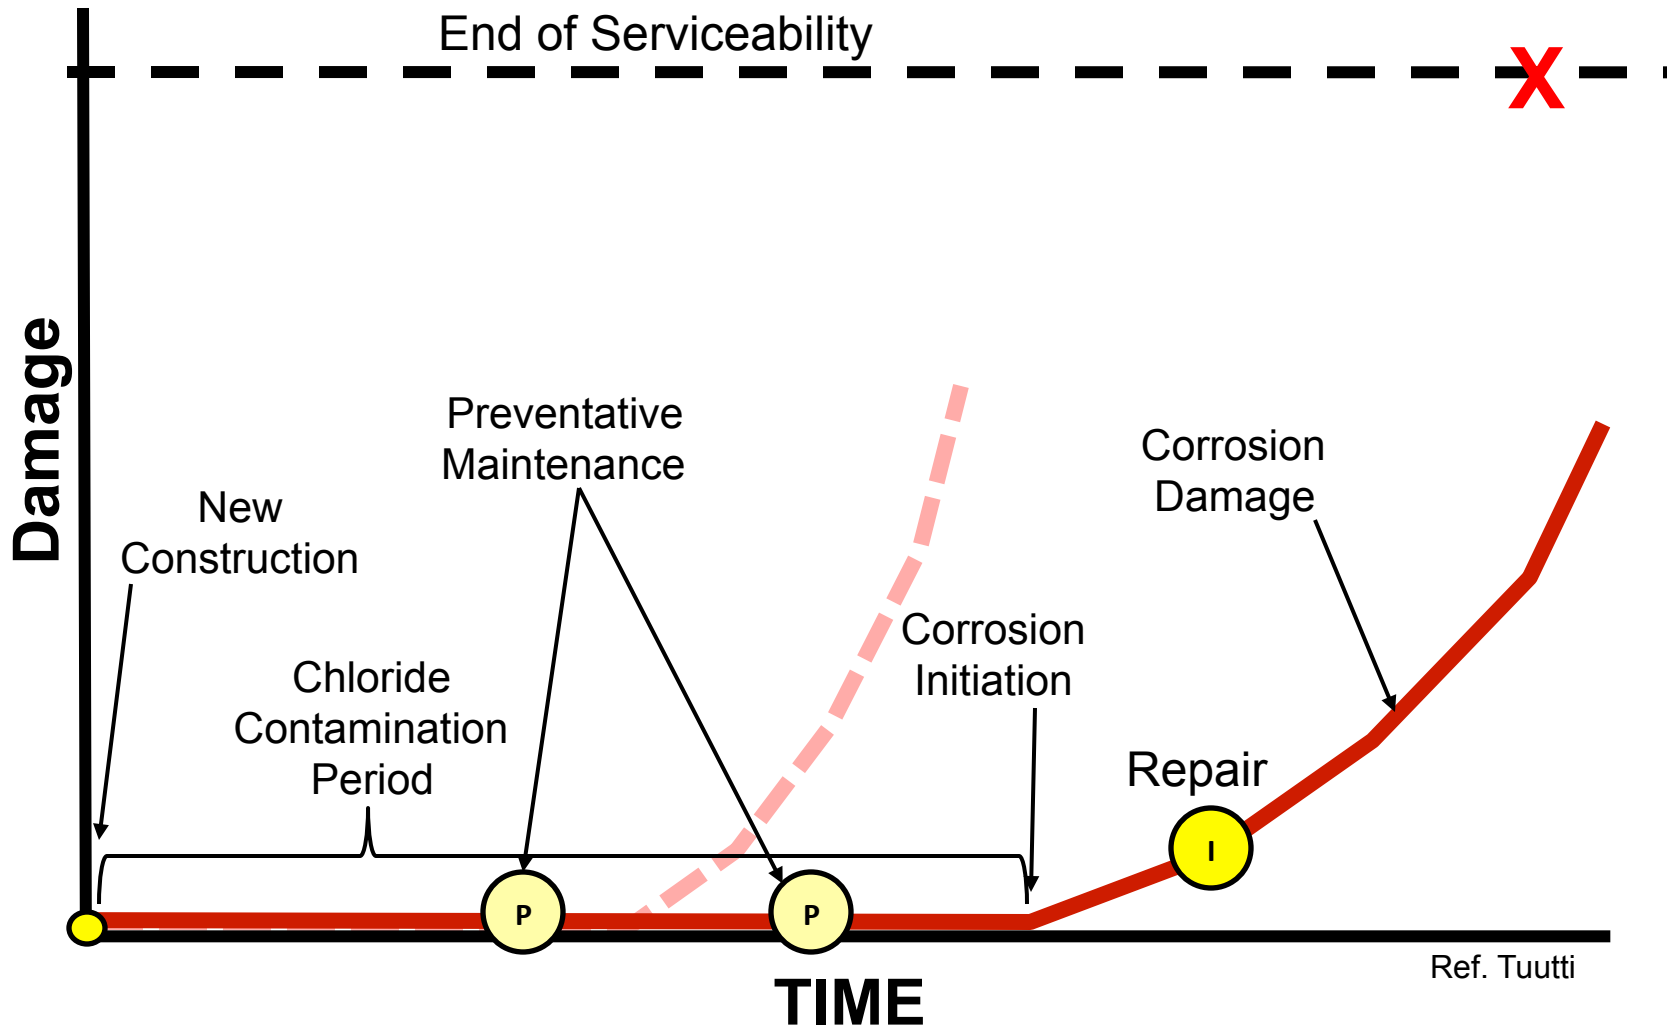 End of Serviceability
X
Damage
Preventative
Maintenance
Corrosion
Damage
New
Construction
Corrosion
Initiation
Chloride
Contamination
Period
Repair
I
P
P
Ref. Tuutti
TIME